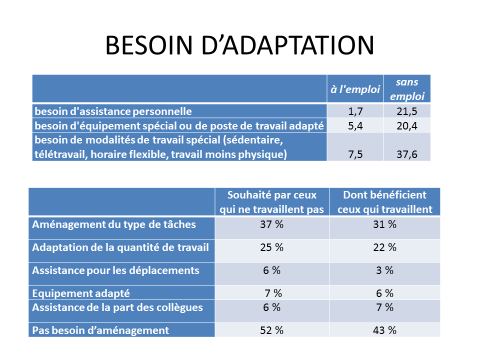 BESOIN D’ADAPTATION
à l'emploi
sans
emploi
besoin d'assistance personnelle 1,7 21,5
besoin d'équipement spécial ou de poste de travail adapté 5,4 20,4
besoin de modalités de travail spécial (sédentaire,
télétravail, horaire flexible, travail moins physique) 7,5 37,6
Souhaité par ceux Dont bénéficient
qui ne travaillent pas ceux qui travaillent
Aménagement du type de tâches 37 % 31 %
Adaptation de la quantité de travail 25 % 22 %
Assistance pour les déplacements 6 % 3 %
Equipement adapté 7 % 6 %
Assistance de la part des collègues 6 % 7 %
Pas besoin d’aménagement 52 % 43 %